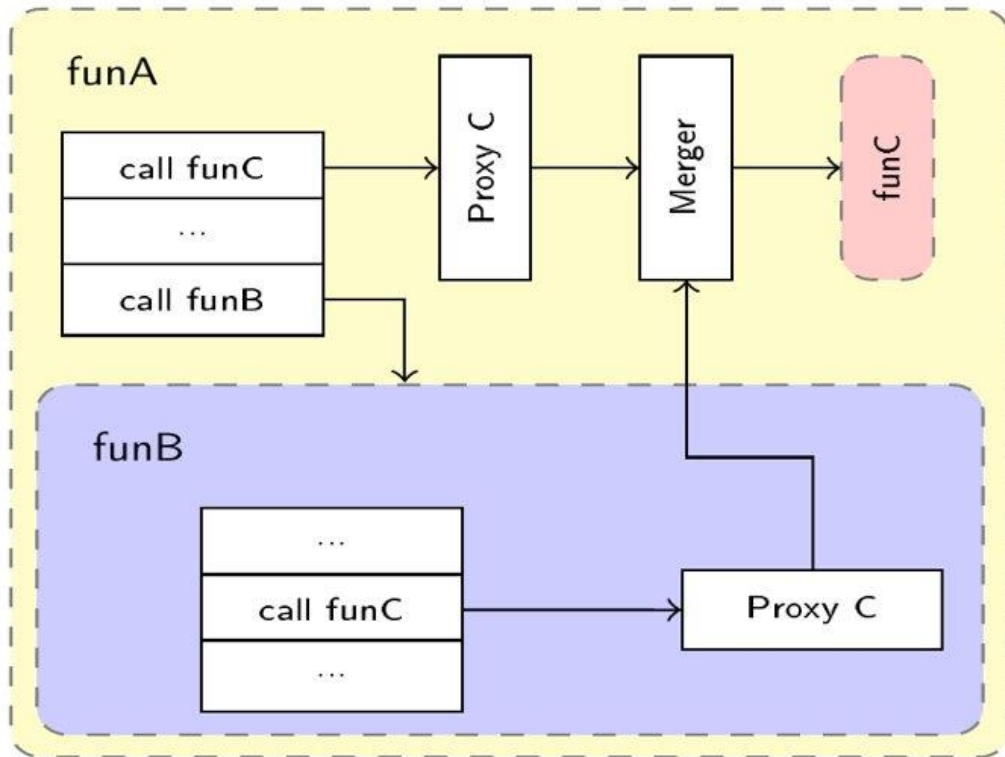 funA
call funC
...
call funB
Proxy C
Merger
funC
funB
...
call funC
...
Proxy C